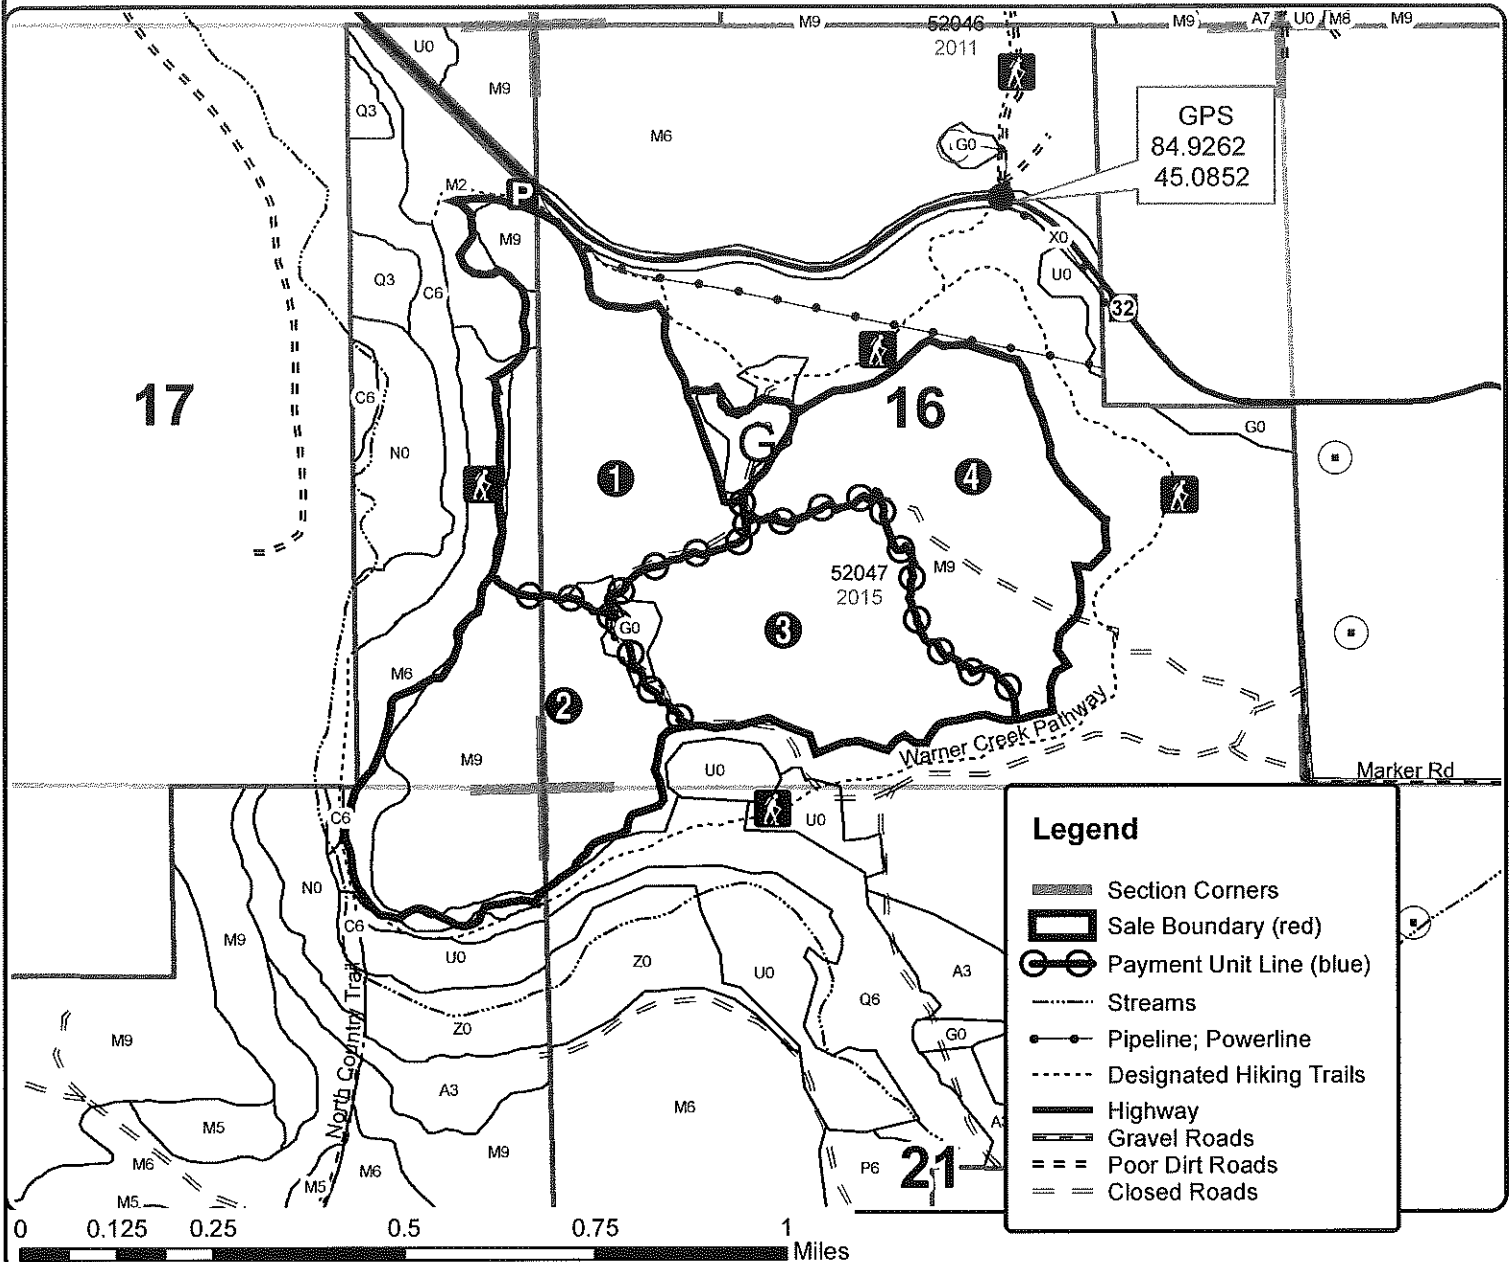 M9
M9
A7
U0
M6
M9
52046
2011
U0
M9
Q3
M6
G0
GPS
84.9262
45.0852
M2
P
M9
X0
U0
32
Q3
C6
17
C6
N0
16
G0
G
1
4
52047
2015
M9
3
G0
M6
2
M9
Warner Creek Pathway
U0
Marker Rd
C6
U0
N0
C6
M9
U0
Z0
U0
A3
Q6
Z0
G0
M9
A3
M6
North Country Trail
M5
M6
M9
M6
M5
M5
P6
21
Legend
Section Corners
Sale Boundary (red)
Payment Unit Line (blue)
Streams
Pipeline; Powerline
Designated Hiking Trails
Highway
Gravel Roads
Poor Dirt Roads
Closed Roads
0 0.125 0.25 0.5 0.75 1
Miles